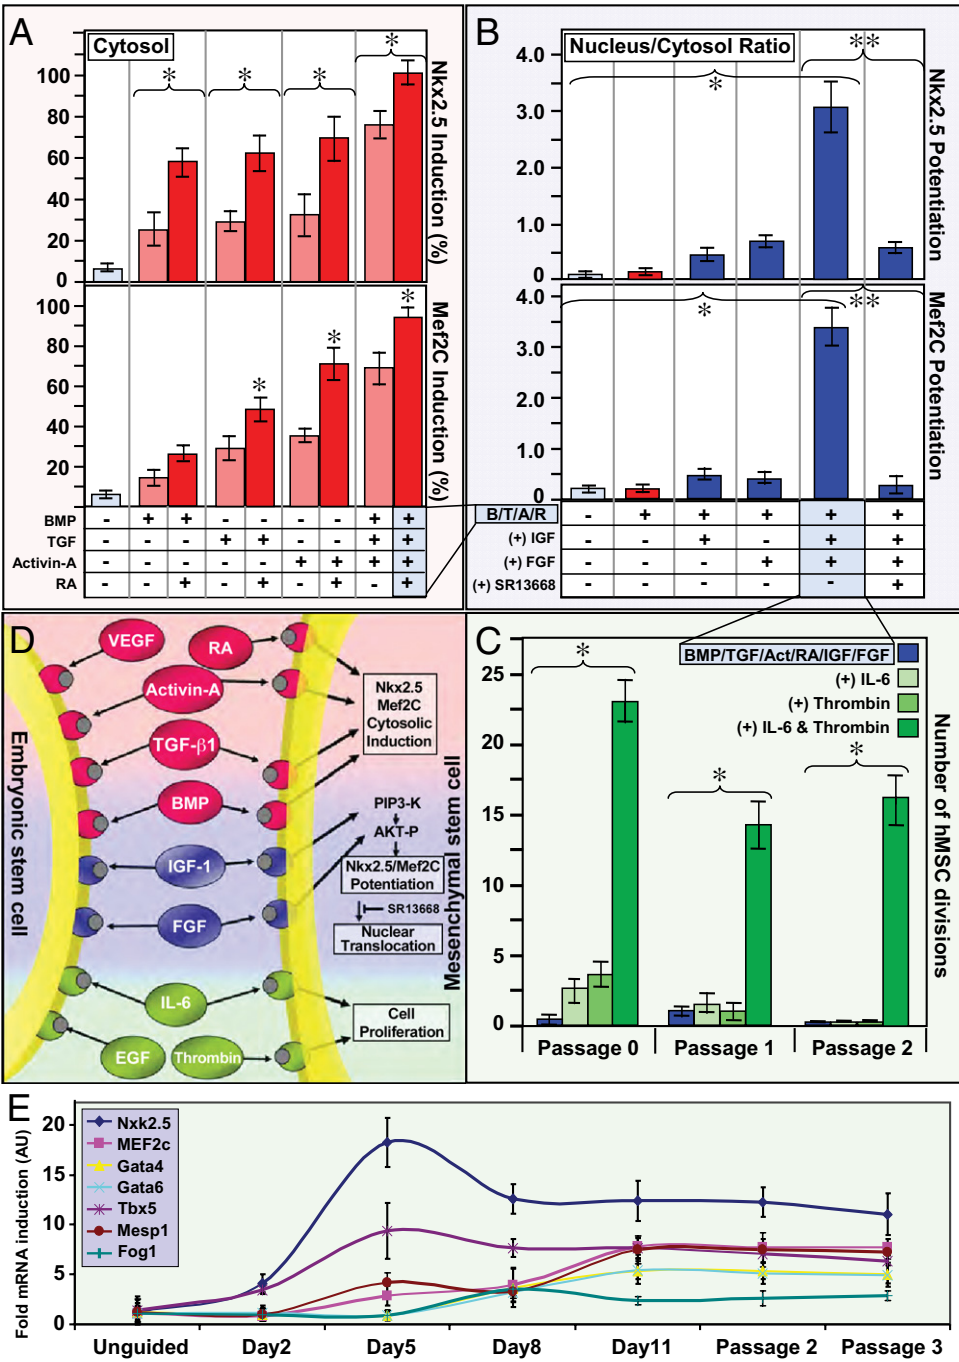 A
Cytosol
Nkx2.5 Induction (%)
100
80
60
40
20
0
*
*
*
*
Mef2C Induction (%)
100
80
60
40
20
*
*
*
BMP - + + - - - - + +
TGF - - - + + - - + +
Activin-A - - - - - + + + +
RA - - + - + - + - +
B
Nucleus/Cytosol Ratio
Nkx2.5 Potentiation
4.0
3.0
2.0
1.0
0
*
**
Mef2C Potentiation
4.0
3.0
2.0
1.0
0
*
**
B/T/A/R - + + + + +
(+) IGF - - + - + +
(+) FGF - - - + + +
(+) SR13668 - - - - - +
D
Embryonic stem cell
Mesenchymal stem cell
VEGF
RA
Activin-A
TGF-β1
BMP
IGF-1
FGF
IL-6
EGF
Thrombin
Nkx2.5
Mef2C
Cytosolic
Induction
PIP3-K
AKT-P
Nkx2.5/Mef2C
Potentiation
SR13668
Nuclear
Translocation
Cell
Proliferation
C
BMP/TGF/Act/RA/IGF/FGF
(+) IL-6
(+) Thrombin
(+) IL-6 & Thrombin
Number of hMSC divisions
25
20
15
10
5
0
*
*
*
Passage 0
Passage 1
Passage 2
E
Fold mRNA induction (AU)
20
15
10
5
0
Nxk2.5
MEF2c
Gata4
Gata6
Tbx5
Mesp1
Fog1
Unguided Day2 Day5 Day8 Day11 Passage 2 Passage 3